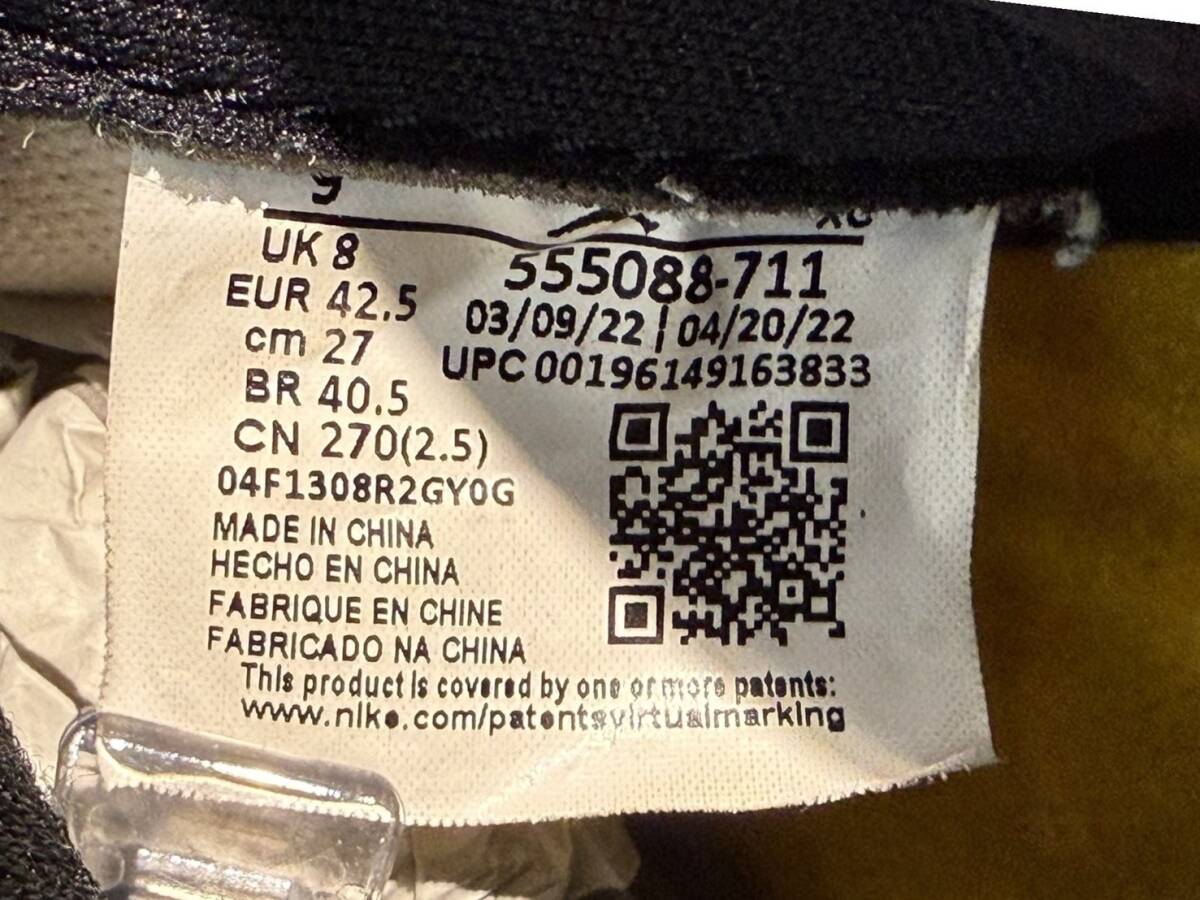 9
UK 8
EUR 42.5
cm 27
BR 40.5
CN 270(2.5)
04F1308R2GY0G
MADE IN CHINA
HECHO EN CHINA
FABRIQUE EN CHINE
FABRICADO NA CHINA
555088-711
03/09/22 | 04/20/22
UPC 00196149163833
This product is covered by one or more patents:
www.nike.com/patentsvirtualmarking